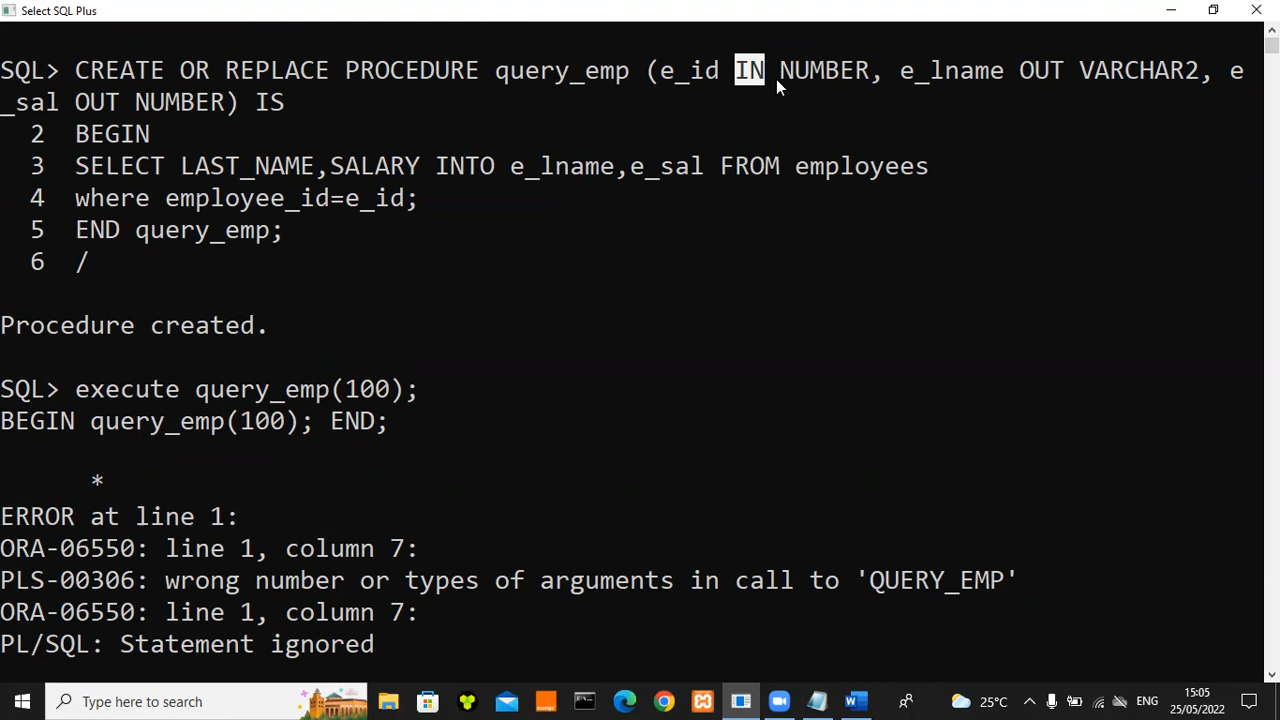 Select SQL Plus
SQL> CREATE OR REPLACE PROCEDURE query_emp (e_id IN NUMBER, e_lname OUT VARCHAR2, e
_sal OUT NUMBER) IS
2 BEGIN
3 SELECT LAST_NAME,SALARY INTO e_lname,e_sal FROM employees
4 where employee_id=e_id;
5 END query_emp;
6 /
Procedure created.
SQL> execute query_emp(100);
BEGIN query_emp(100); END;
*
ERROR at line 1:
ORA-06550: line 1, column 7:
PLS-00306: wrong number or types of arguments in call to 'QUERY_EMP'
ORA-06550: line 1, column 7:
PL/SQL: Statement ignored
Type here to search
25°C
ENG
15:05
25/05/2022